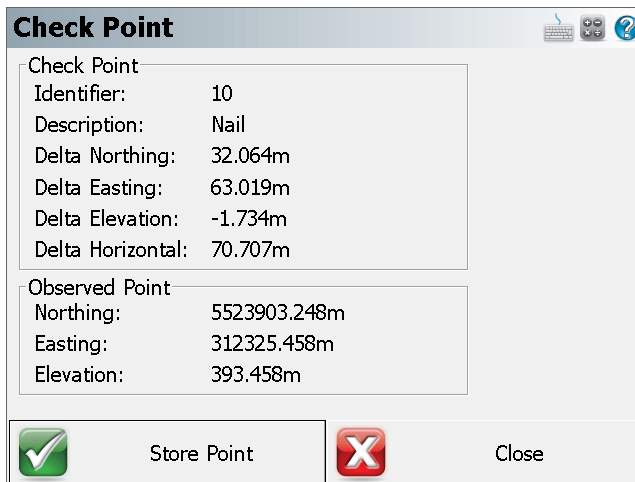 Check Point
Check Point
Identifier: 10
Description: Nail
Delta Northing: 32.064m
Delta Easting: 63.019m
Delta Elevation: -1.734m
Delta Horizontal: 70.707m
Observed Point
Northing: 5523903.248m
Easting: 312325.458m
Elevation: 393.458m
Store Point
Close